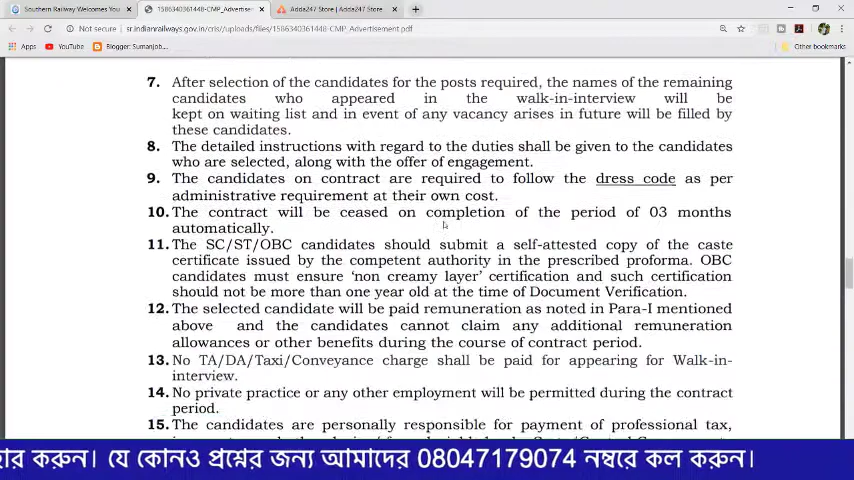 Southern Railway Welcomes You
1586340361448-CMP_Advertisem
Adda247 Store | Adda247 Store
Not secure | sr.indianrailways.gov.in/cris/uploads/files/1586340361448-CMP_Advertisement.pdf
Apps YouTube Blogger: Sumanjob.... Other bookmarks
7. After selection of the candidates for the posts required, the names of the remaining
candidates who appeared in the walk-in-interview will be
kept on waiting list and in event of any vacancy arises in future will be filled by
these candidates.
8. The detailed instructions with regard to the duties shall be given to the candidates
who are selected, along with the offer of engagement.
9. The candidates on contract are required to follow the dress code as per
administrative requirement at their own cost.
10. The contract will be ceased on completion of the period of 03 months
automatically.
11. The SC/ST/OBC candidates should submit a self-attested copy of the caste
certificate issued by the competent authority in the prescribed proforma. OBC
candidates must ensure ‘non creamy layer’ certification and such certification
should not be more than one year old at the time of Document Verification.
12. The selected candidate will be paid remuneration as noted in Para-I mentioned
above and the candidates cannot claim any additional remuneration
allowances or other benefits during the course of contract period.
13. No TA/DA/Taxi/Conveyance charge shall be paid for appearing for Walk-in-
interview.
14. No private practice or any other employment will be permitted during the contract
period.
15. The candidates are personally responsible for payment of professional tax,
করুন। যে কোনও প্রশ্নের জন্য আমাদের 08047179074 নম্বরে কল করুন।